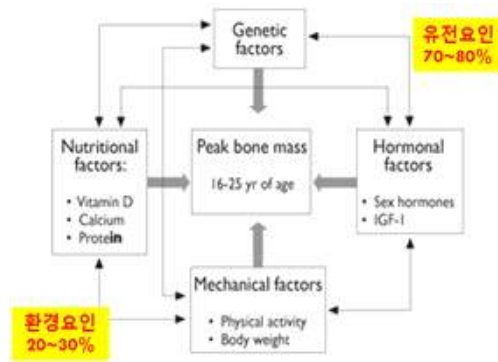 Genetic
factors
유전요인
70~80%
Nutritional
factors:
• Vitamin D
• Calcium
• Protein
Peak bone mass
16-25 yr of age
Hormonal
factors
• Sex hormones
• IGF-I
Mechanical factors
• Physical activity
• Body weight
환경요인
20~30%